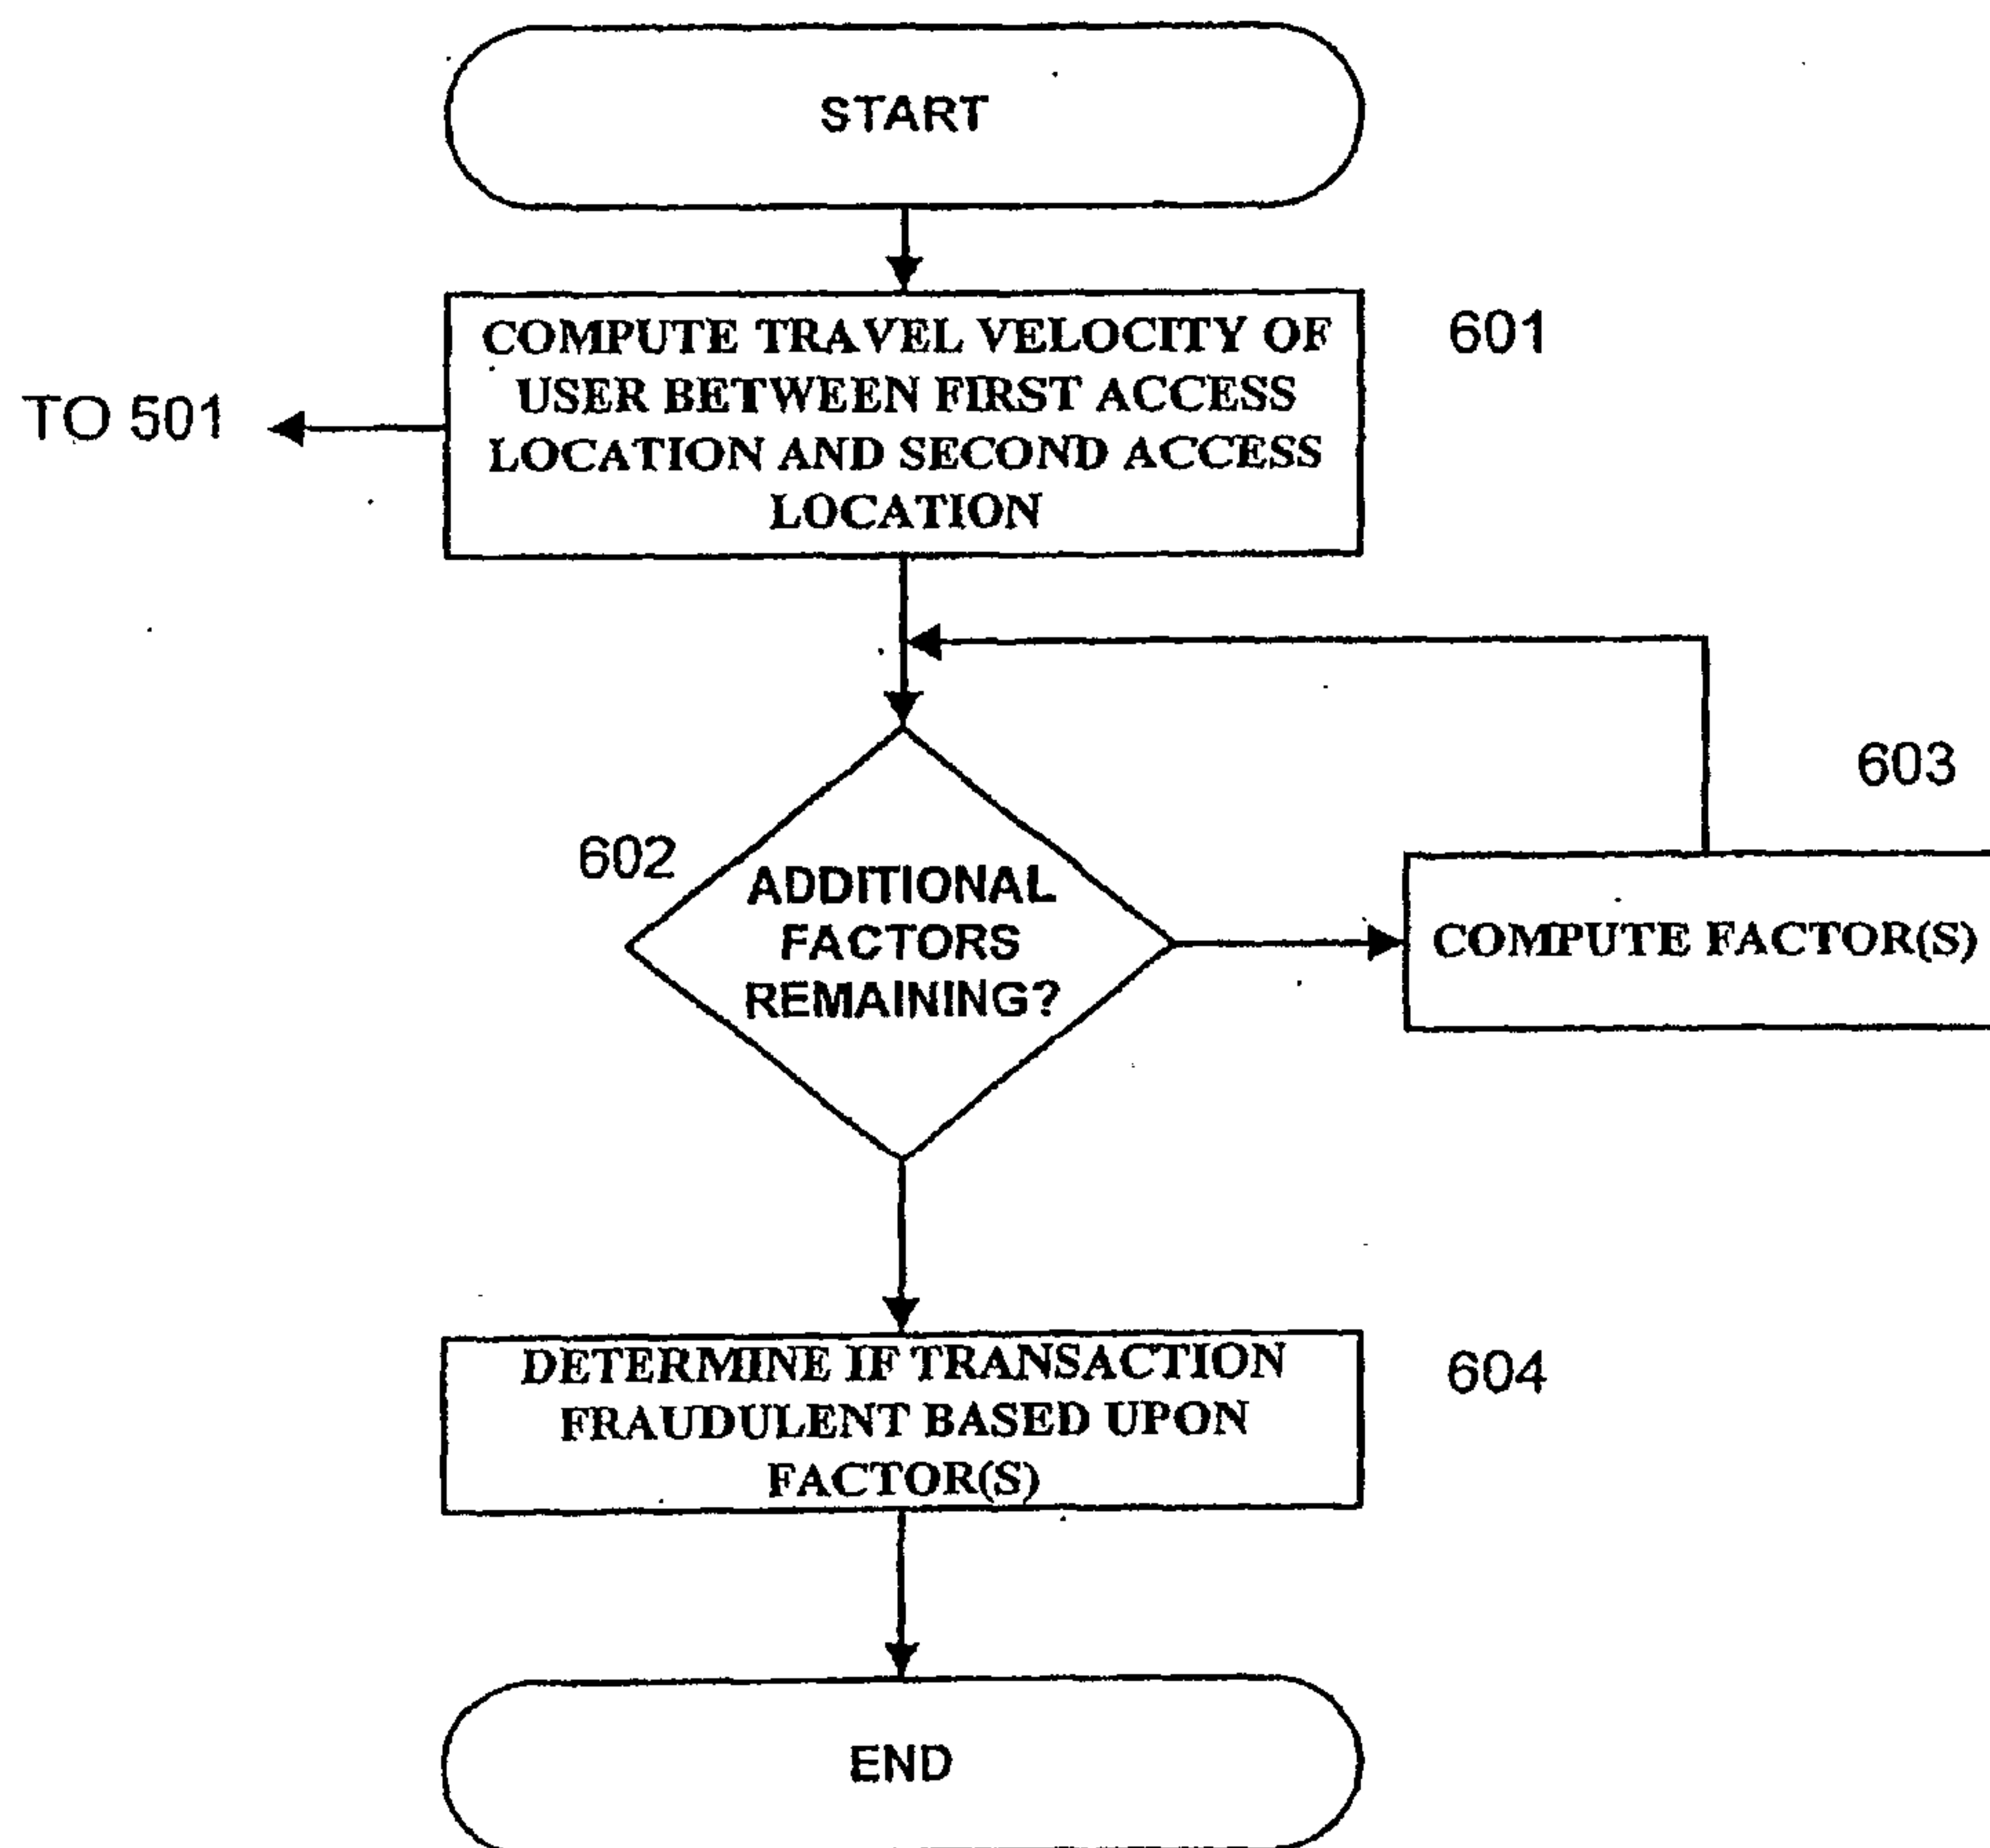 START
COMPUTE TRAVEL VELOCITY OF
USER BETWEEN FIRST ACCESS
LOCATION AND SECOND ACCESS
LOCATION
601
TO 501
602
ADDITIONAL
FACTORS
REMAINING?
603
COMPUTE FACTOR(S)
DETERMINE IF TRANSACTION
FRAUDULENT BASED UPON
FACTOR(S)
604
END